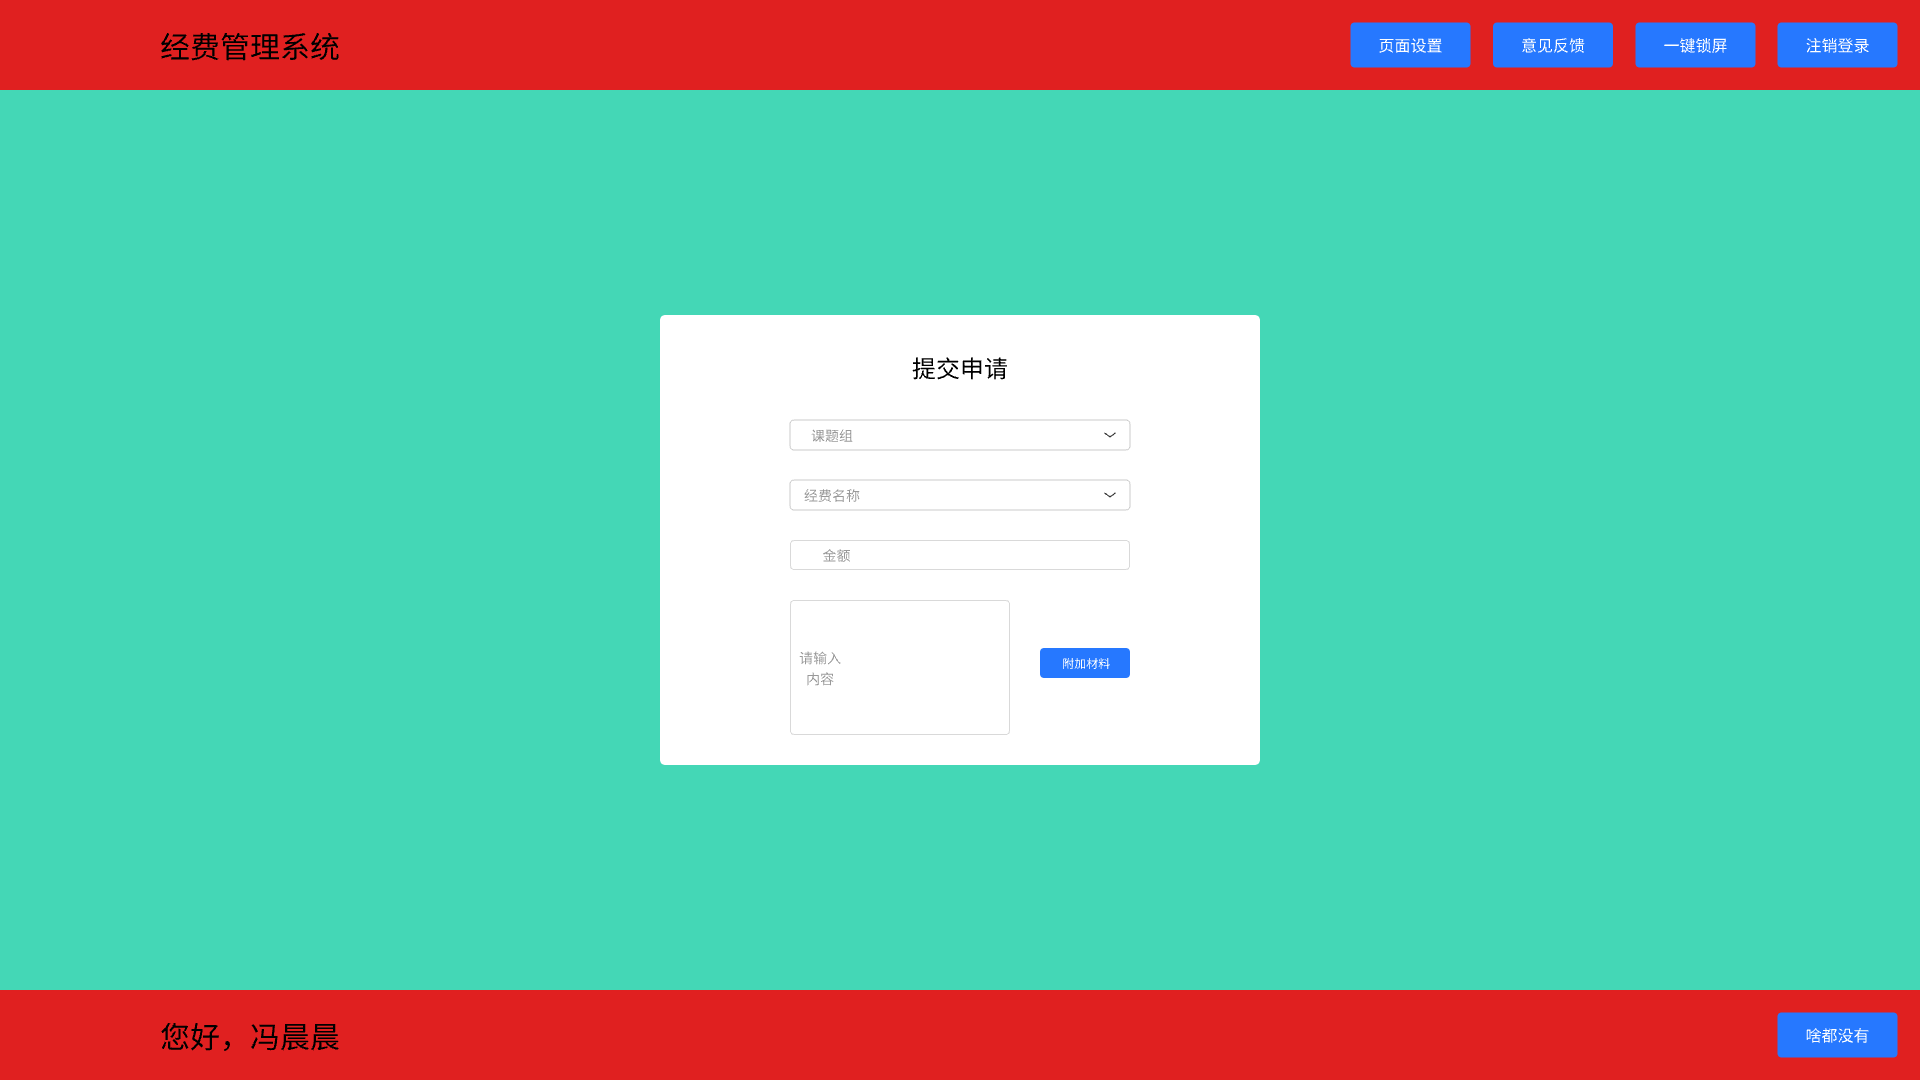 经费管理系统
页面设置
意见反馈
一键锁屏
注销登录
提交申请
课题组
经费名称
金额
请输入
内容
附加材料
您好，冯晨晨
啥都没有